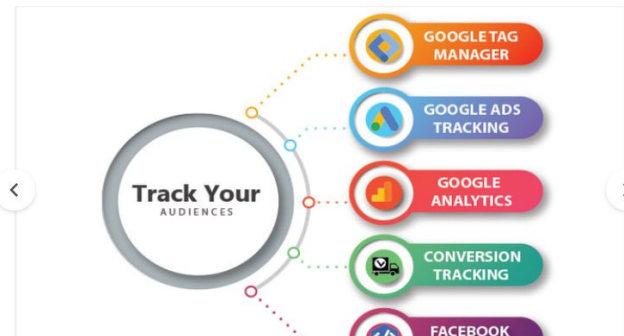 GOOGLE TAG
MANAGER
GOOGLE ADS
TRACKING
Track Your
AUDIENCES
GOOGLE
ANALYTICS
CONVERSION
TRACKING
FACEBOOK